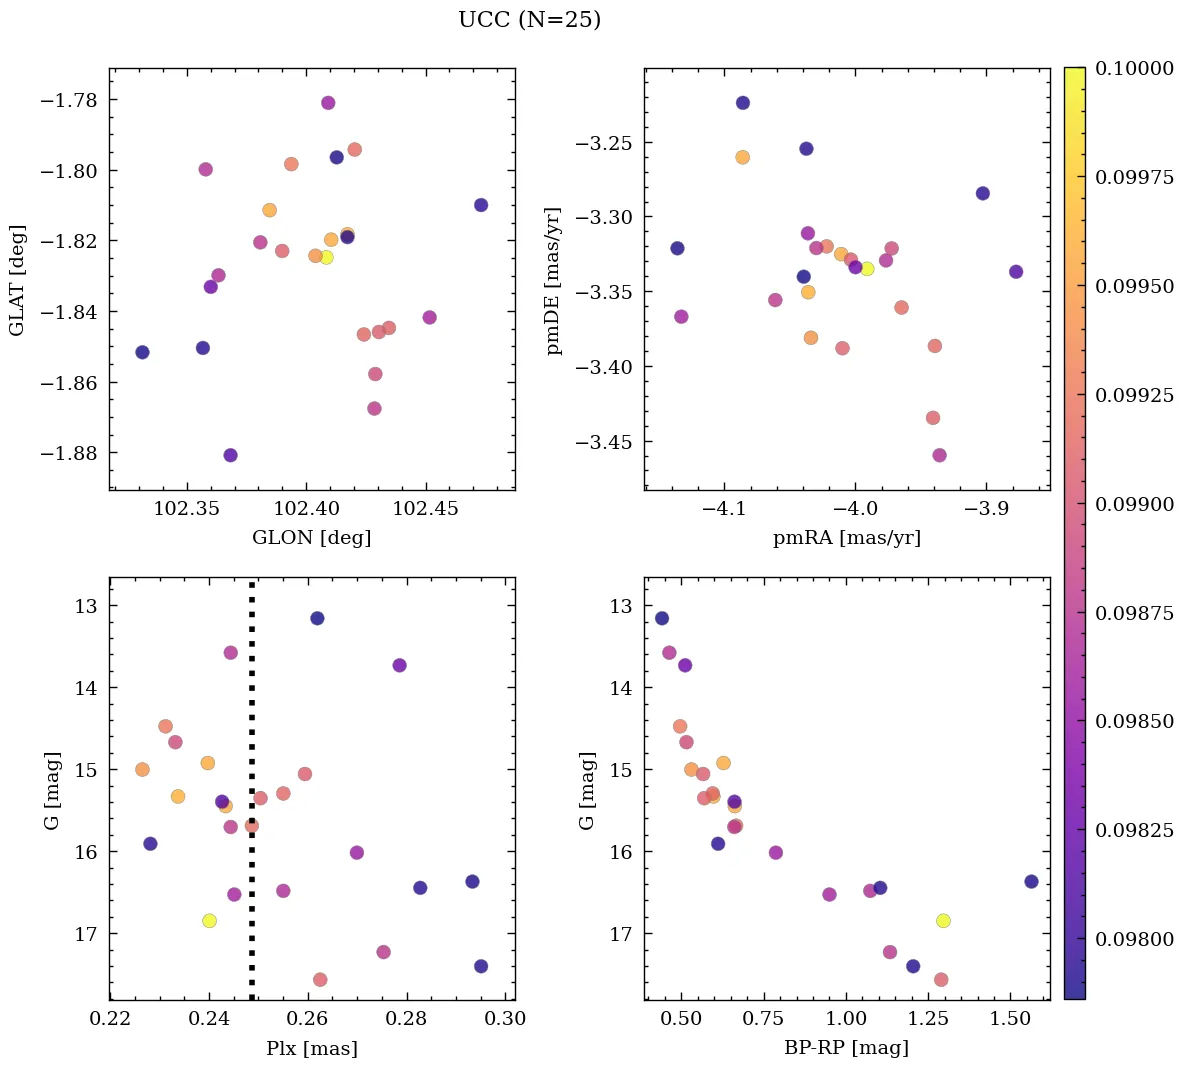 UCC (N=25)
−1.78
−1.80
−1.82
−1.84
−1.86
−1.88
GLAT [deg]
102.35 102.40 102.45
GLON [deg]
−3.25
−3.30
−3.35
−3.40
−3.45
pmDE [mas/yr]
−4.1 −4.0 −3.9
pmRA [mas/yr]
13
14
15
16
17
G [mag]
0.22 0.24 0.26 0.28 0.30
Plx [mas]
13
14
15
16
17
G [mag]
0.50 0.75 1.00 1.25 1.50
BP-RP [mag]
0.10000
0.09975
0.09950
0.09925
0.09900
0.09875
0.09850
0.09825
0.09800